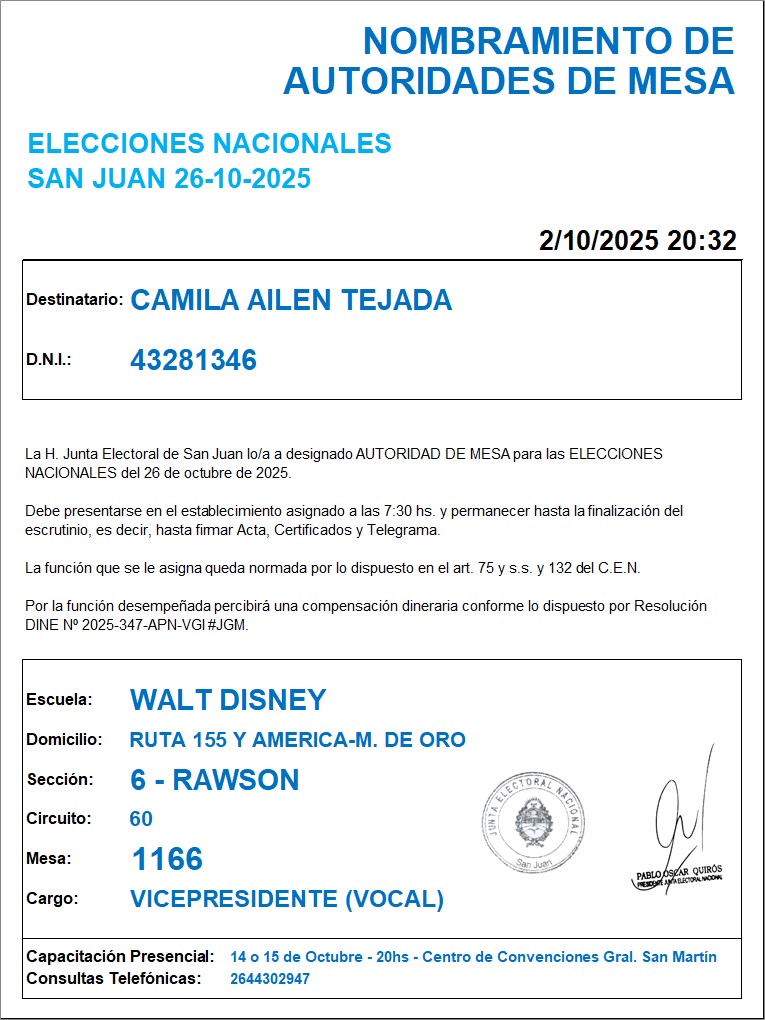 NOMBRAMIENTO DE
AUTORIDADES DE MESA
ELECCIONES NACIONALES
SAN JUAN 26-10-2025
2/10/2025 20:32
Destinatario: CAMILA AILEN TEJADA
D.N.I.: 43281346
La H. Junta Electoral de San Juan lo/a a designado AUTORIDAD DE MESA para las ELECCIONES
NACIONALES del 26 de octubre de 2025.
Debe presentarse en el establecimiento asignado a las 7:30 hs. y permanecer hasta la finalización del
escrutinio, es decir, hasta firmar Acta, Certificados y Telegrama.
La función que se le asigna queda normada por lo dispuesto en el art. 75 y s.s. y 132 del C.E.N.
Por la función desempeñada percibirá una compensación dineraria conforme lo dispuesto por Resolución
DINE Nº 2025-347-APN-VGI#JGM.
Escuela: WALT DISNEY
Domicilio: RUTA 155 Y AMERICA-M. DE ORO
Sección: 6 - RAWSON
Circuito: 60
Mesa: 1166
Cargo: VICEPRESIDENTE (VOCAL)
JUNTA ELECTORAL NACIONAL
San Juan
PABLO OSCAR QUIRÓS
PRESIDENTE JUNTA ELECTORAL NACIONAL
Capacitación Presencial: 14 o 15 de Octubre - 20hs - Centro de Convenciones Gral. San Martín
Consultas Telefónicas: 2644302947